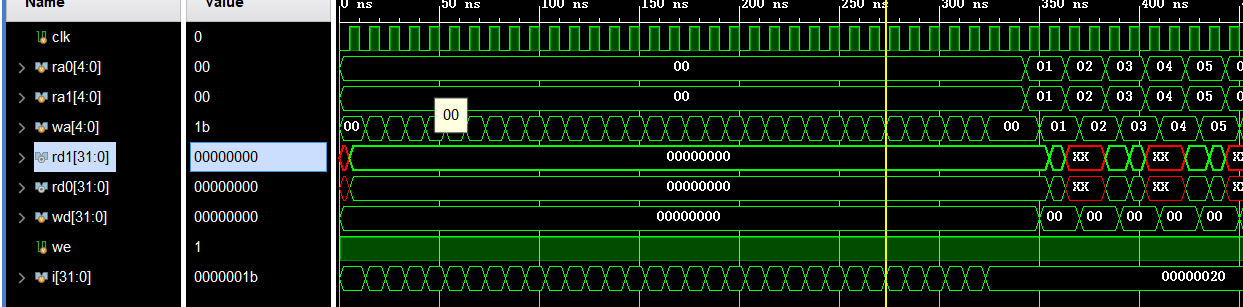 Name Value 0 ns 50 ns 100 ns 150 ns 200 ns 250 ns 300 ns 350 ns 400 ns
clk 0
ra0[4:0] 00 00 01 02 03 04 05
ra1[4:0] 00 00 01 02 03 04 05
00
wa[4:0] 1b 00 00 01 02 03 04 05
rd1[31:0] 00000000 00000000 XX XX XX
rd0[31:0] 00000000 00000000 XX XX XX
wd[31:0] 00000000 00000000 00 00 00 00 00
we 1
i[31:0] 0000001b 00000020